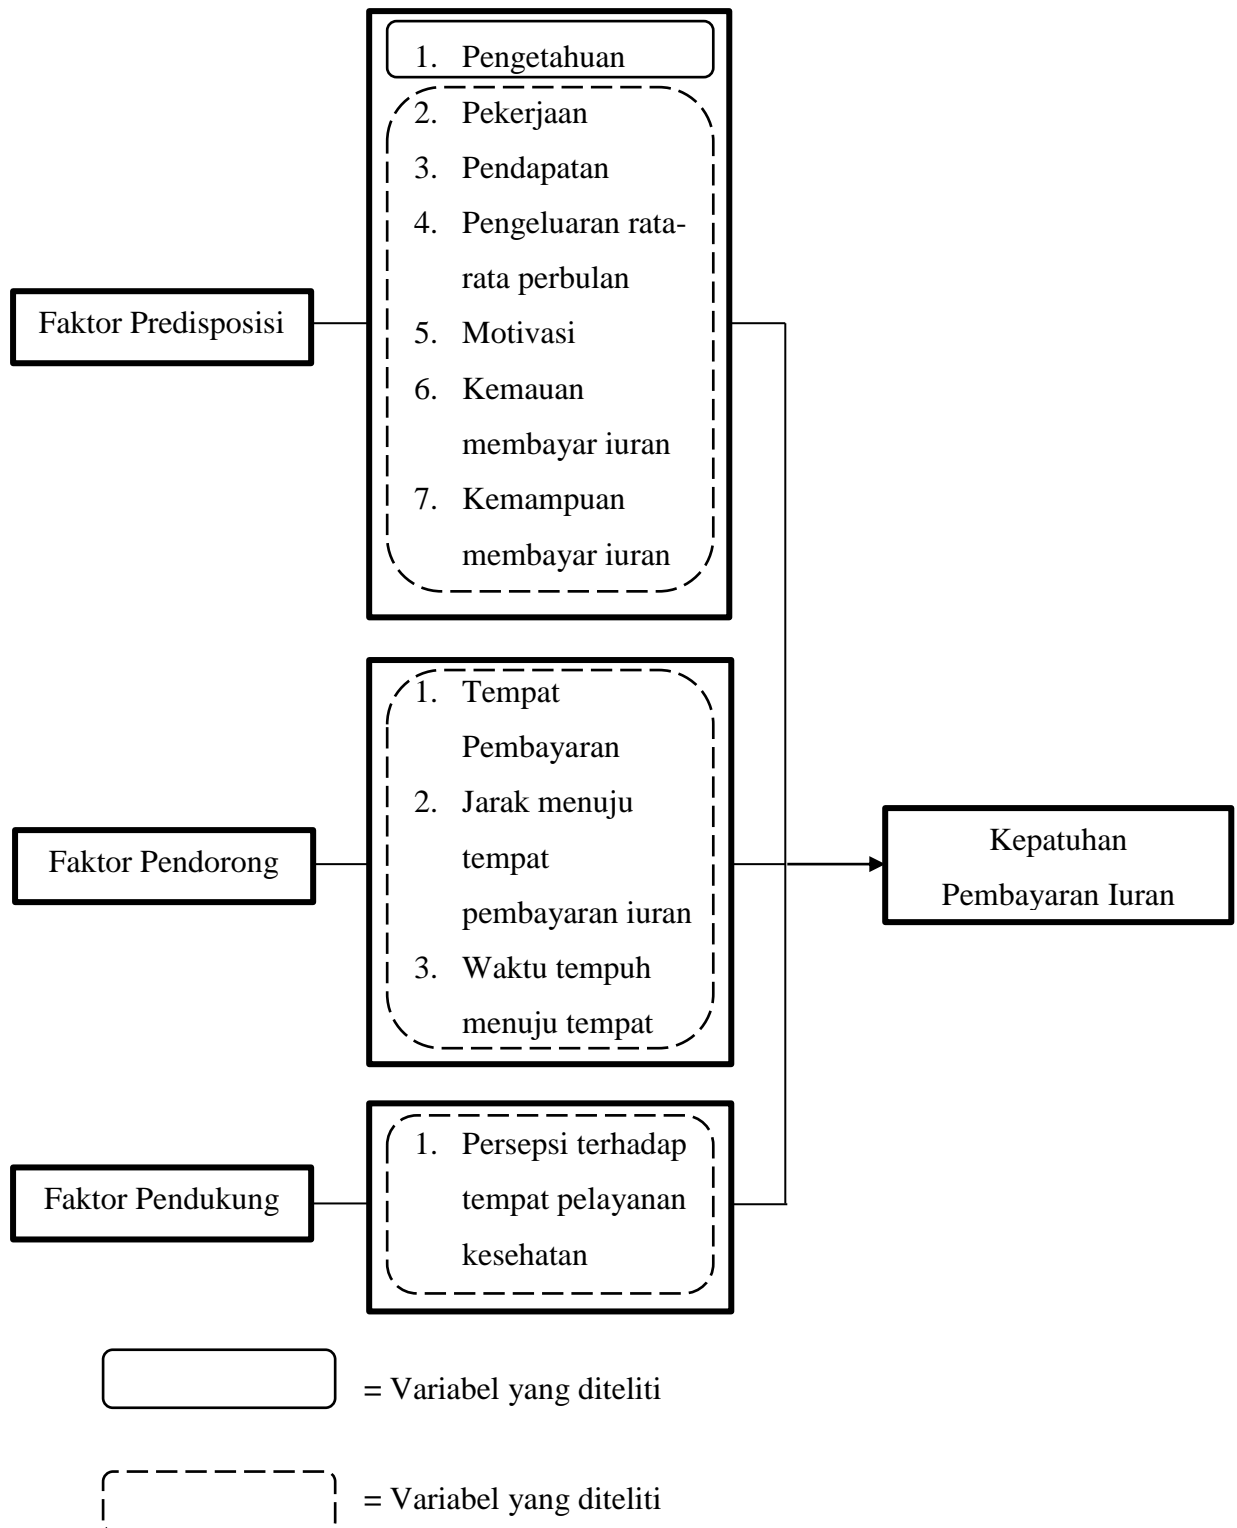 1. Pengetahuan
2. Pekerjaan
3. Pendapatan
4. Pengeluaran rata-
rata perbulan
5. Motivasi
6. Kemauan
membayar iuran
7. Kemampuan
membayar iuran
Faktor Predisposisi
1. Tempat
Pembayaran
2. Jarak menuju
tempat
pembayaran iuran
3. Waktu tempuh
menuju tempat
Faktor Pendorong
Kepatuhan
Pembayaran Iuran
1. Persepsi terhadap
tempat pelayanan
kesehatan
Faktor Pendukung
= Variabel yang diteliti
= Variabel yang diteliti